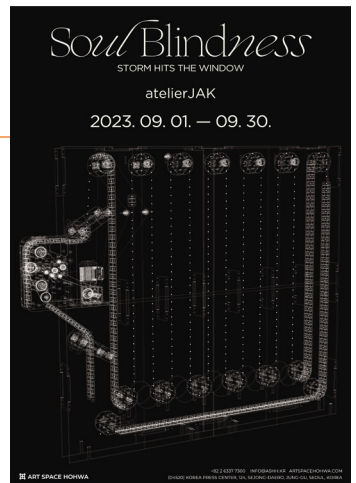 Soul Blindness
STORM HITS THE WINDOW
atelierJAK
2023. 09. 01. — 09. 30.
+82 2 6337 7300 INFO@ASHH.KR ARTSPACEHOHWA.COM
ART SPACE HOHWA
(04520) KOREA PRESS CENTER, 124, SEJONG-DAERO, JUNG-GU, SEOUL, KOREA